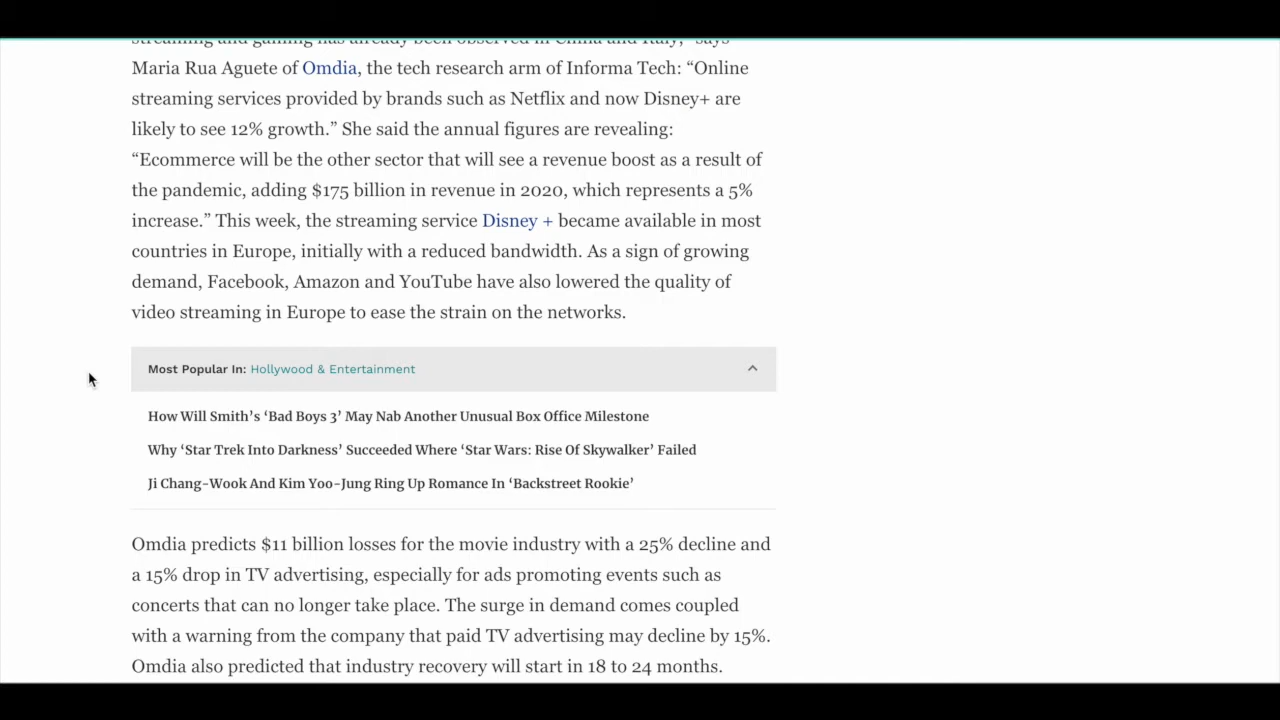 streaming and gaming has already been observed in China and Italy,” says
Maria Rua Aguete of Omdia, the tech research arm of Informa Tech: “Online
streaming services provided by brands such as Netflix and now Disney+ are
likely to see 12% growth.” She said the annual figures are revealing:
“Ecommerce will be the other sector that will see a revenue boost as a result of
the pandemic, adding $175 billion in revenue in 2020, which represents a 5%
increase.” This week, the streaming service Disney + became available in most
countries in Europe, initially with a reduced bandwidth. As a sign of growing
demand, Facebook, Amazon and YouTube have also lowered the quality of
video streaming in Europe to ease the strain on the networks.
Most Popular In: Hollywood & Entertainment
How Will Smith’s ‘Bad Boys 3’ May Nab Another Unusual Box Office Milestone
Why ‘Star Trek Into Darkness’ Succeeded Where ‘Star Wars: Rise Of Skywalker’ Failed
Ji Chang-Wook And Kim Yoo-Jung Ring Up Romance In ‘Backstreet Rookie’
Omdia predicts $11 billion losses for the movie industry with a 25% decline and
a 15% drop in TV advertising, especially for ads promoting events such as
concerts that can no longer take place. The surge in demand comes coupled
with a warning from the company that paid TV advertising may decline by 15%.
Omdia also predicted that industry recovery will start in 18 to 24 months.